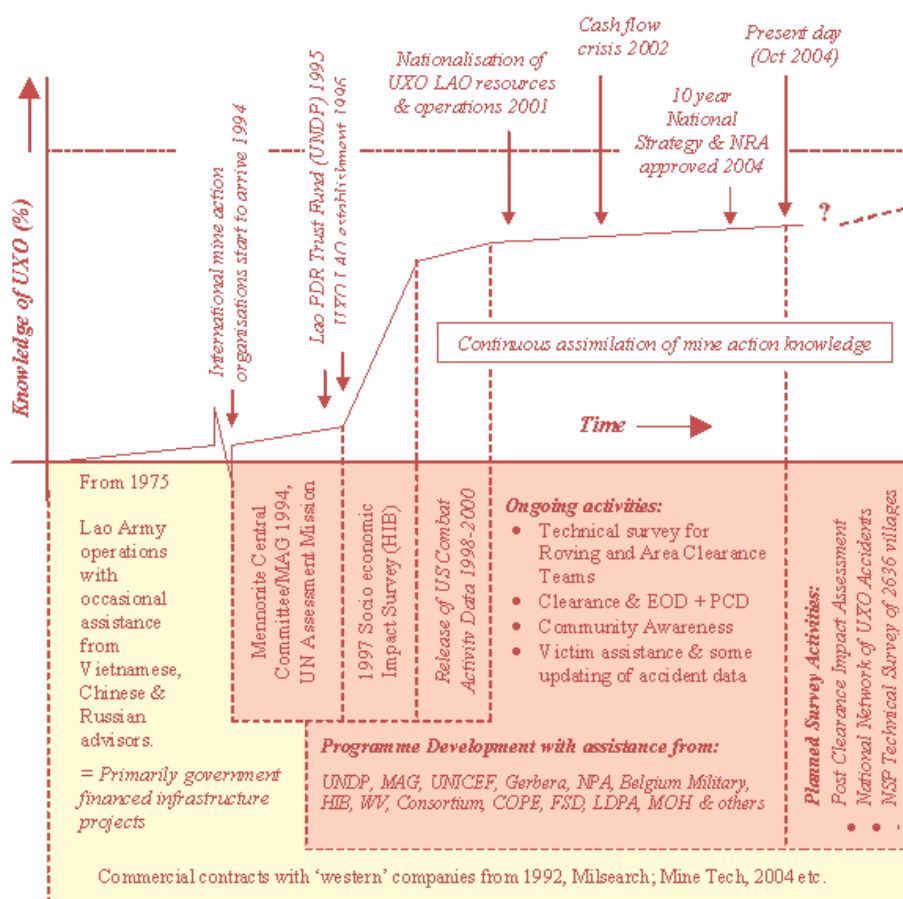 Cash flow
crisis 2002
Present day
(Oct 2004)
Nationalisation of
UXO LAO resources
& operations 2001
10 year
National
Strategy & NRA
approved 2004
Knowledge of UXO (%)
International mine action
organisations start to arrive 1994
Lao PDR Trust Fund (UNDP) 1995
UXO LAO establishment 1996
?
Continuous assimilation of mine action knowledge
Time
From 1975
Lao Army
operations
with
occasional
assistance
from
Vietnamese,
Chinese &
Russian
advisors.
= Primarily government
financed infrastructure
projects
Mennonite Central
Committee/MAG 1994,
UN Assessment Mission
1997 Socio economic
Impact Survey (HIB)
Release of US Combat
Activity Data 1998-2000
Ongoing activities:
• Technical survey for
Roving and Area Clearance
Teams
• Clearance & EOD + PCD
• Community Awareness
• Victim assistance & some
updating of accident data
Programme Development with assistance from:
UNDP, MAG, UNICEF, Gerbera, NPA, Belgium Military,
HIB, WV, Consortium, COPE, FSD, LDPA, MOH & others
Planned Survey Activities:
• Post Clearance Impact Assessment
• National Network of UXO Accidents
• NSP Technical Survey of 2636 villages
Commercial contracts with ‘western’ companies from 1992, Milsearch; Mine Tech, 2004 etc.